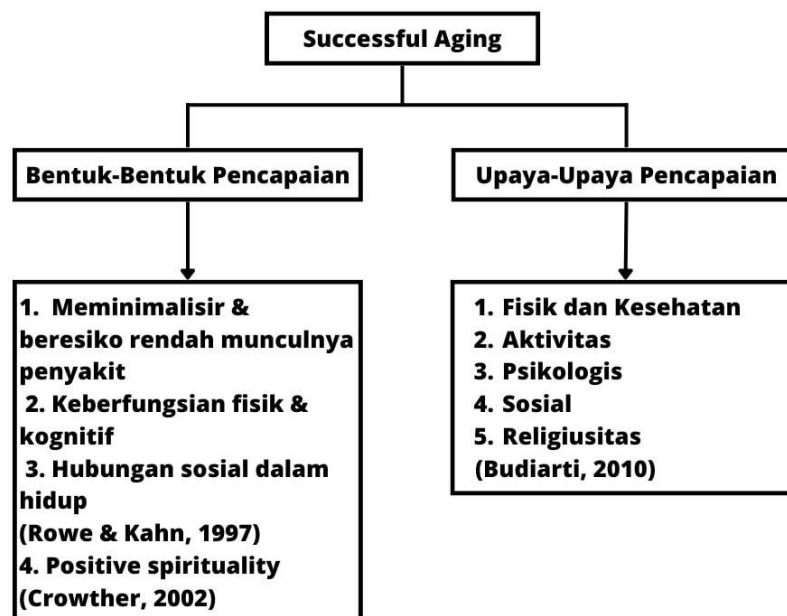 Successful Aging
Bentuk-Bentuk Pencapaian
Upaya-Upaya Pencapaian
1. Meminimalisir &
beresiko rendah munculnya
penyakit
2. Keberfungsian fisik &
kognitif
3. Hubungan sosial dalam
hidup
(Rowe & Kahn, 1997)
4. Positive spirituality
(Crowther, 2002)
1. Fisik dan Kesehatan
2. Aktivitas
3. Psikologis
4. Sosial
5. Religiusitas
(Budiarti, 2010)